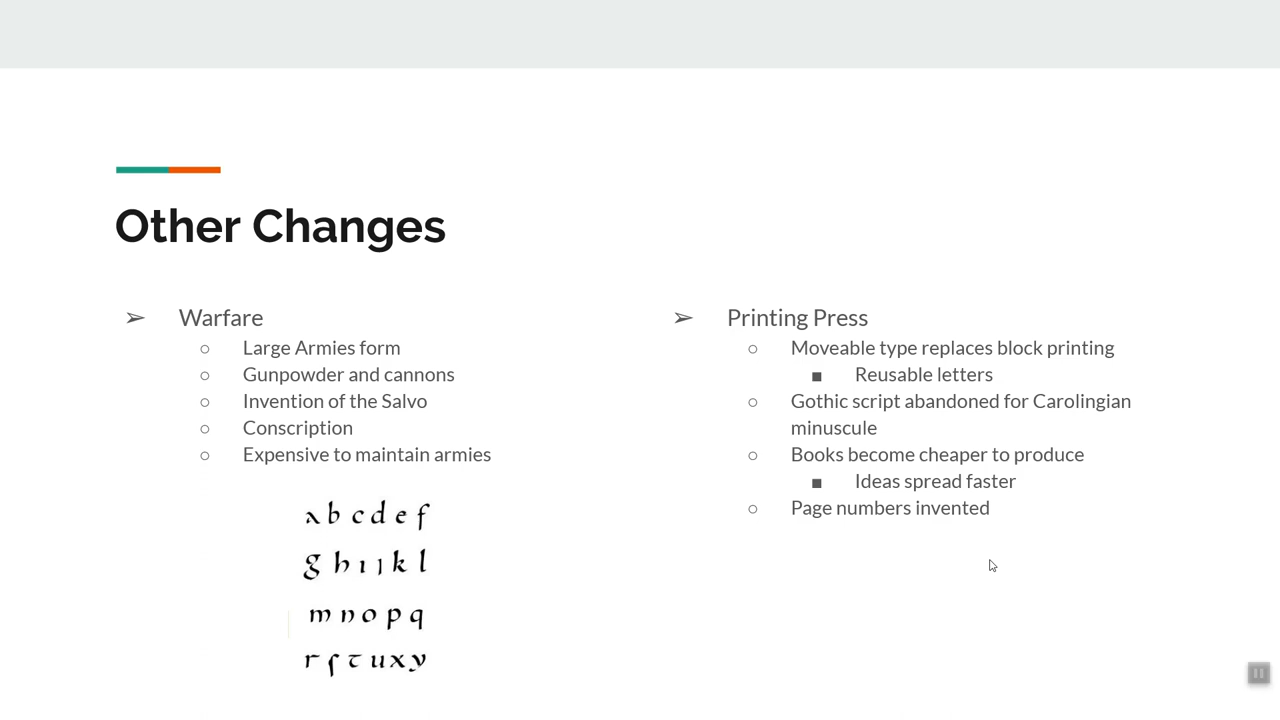 Other Changes
➢ Warfare
○ Large Armies form
○ Gunpowder and cannons
○ Invention of the Salvo
○ Conscription
○ Expensive to maintain armies
a b c d e f
g h ı ȷ k l
m n o p q
r ſ t u x y
➢ Printing Press
○ Moveable type replaces block printing
■ Reusable letters
○ Gothic script abandoned for Carolingian
minuscule
○ Books become cheaper to produce
■ Ideas spread faster
○ Page numbers invented